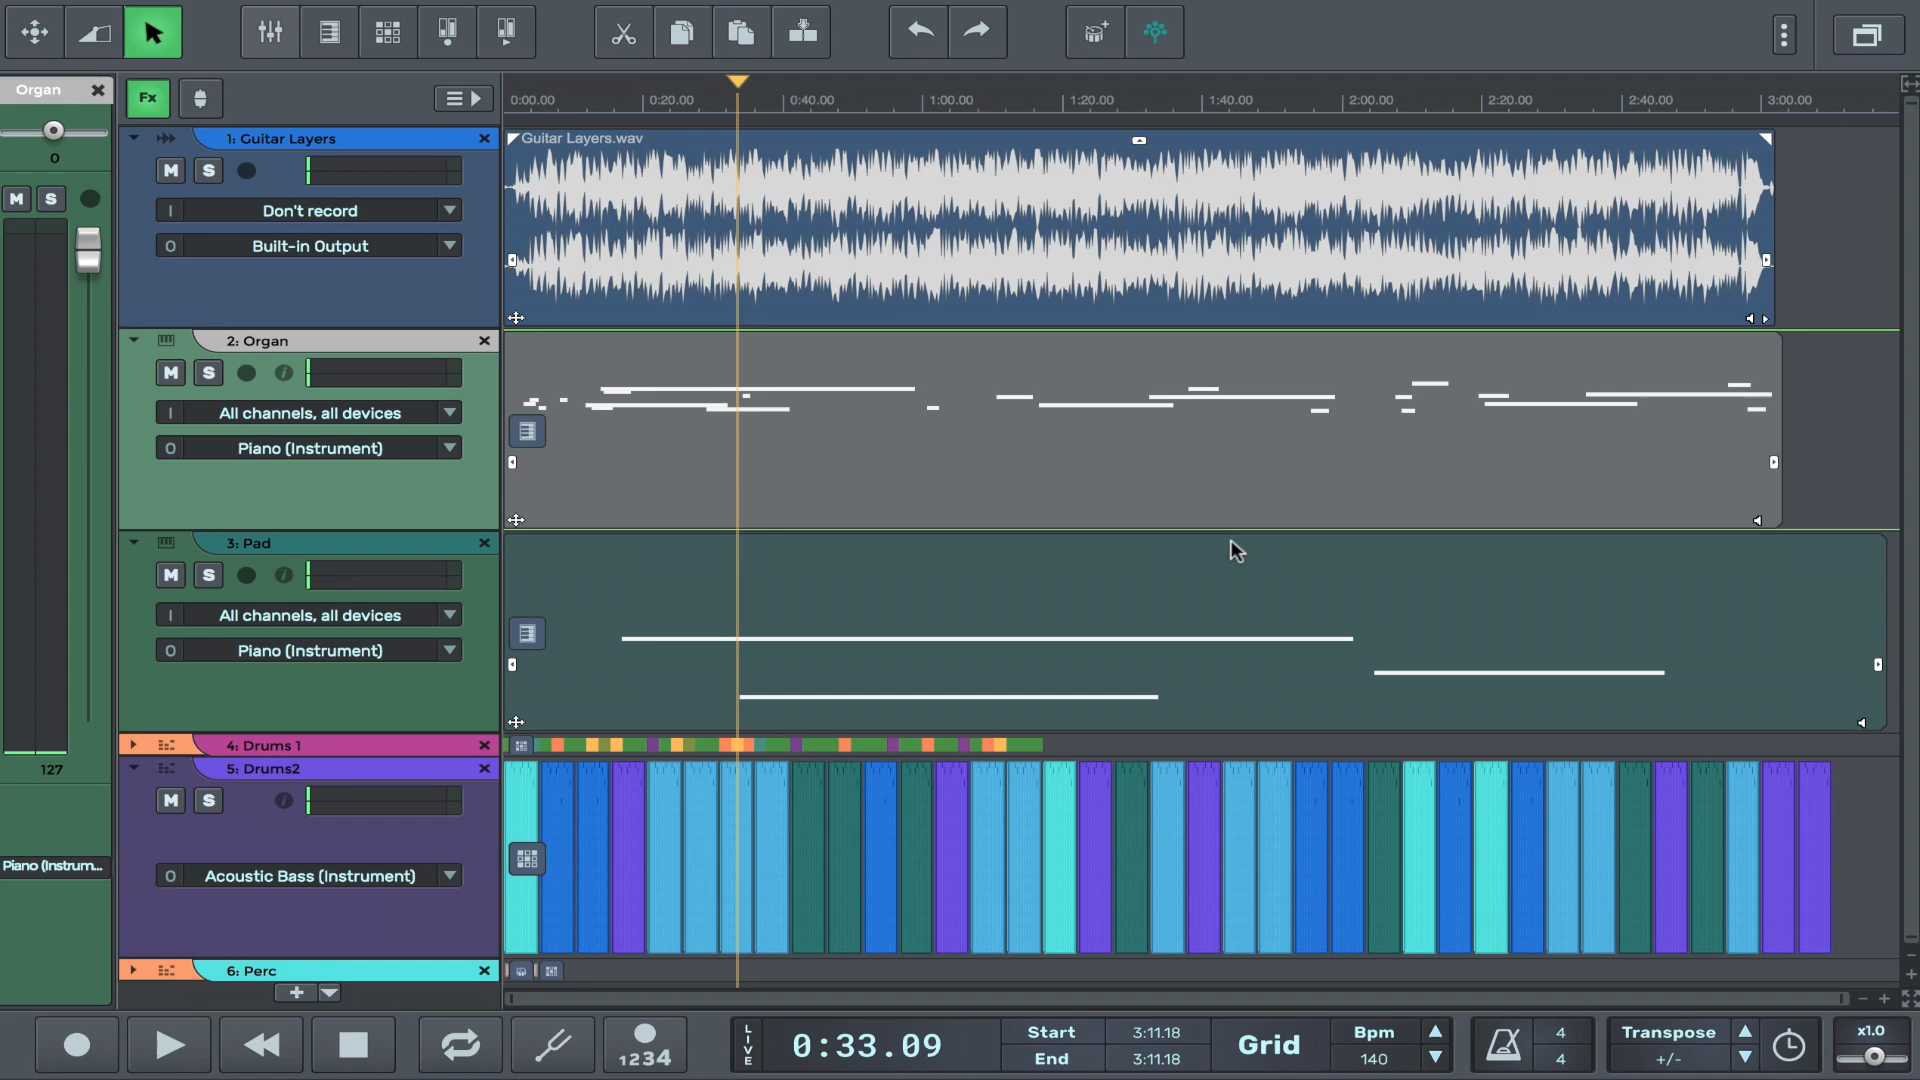 Organ
0
M S
127
Piano (Instrum...
Fx
0:00.00 0:20.00 0:40.00 1:00.00 1:20.00 1:40.00 2:00.00 2:20.00 2:40.00 3:00.00
1: Guitar Layers
M S
I Don't record
O Built-in Output
Guitar Layers.wav
2: Organ
M S i
I All channels, all devices
O Piano (Instrument)
3: Pad
M S i
I All channels, all devices
O Piano (Instrument)
4: Drums 1
5: Drums2
M S i
O Acoustic Bass (Instrument)
6: Perc
1234
LIVE
0:33.09
Start 3:11.18
End 3:11.18
Grid
Bpm
140
4
4
Transpose
+/-
x1.0